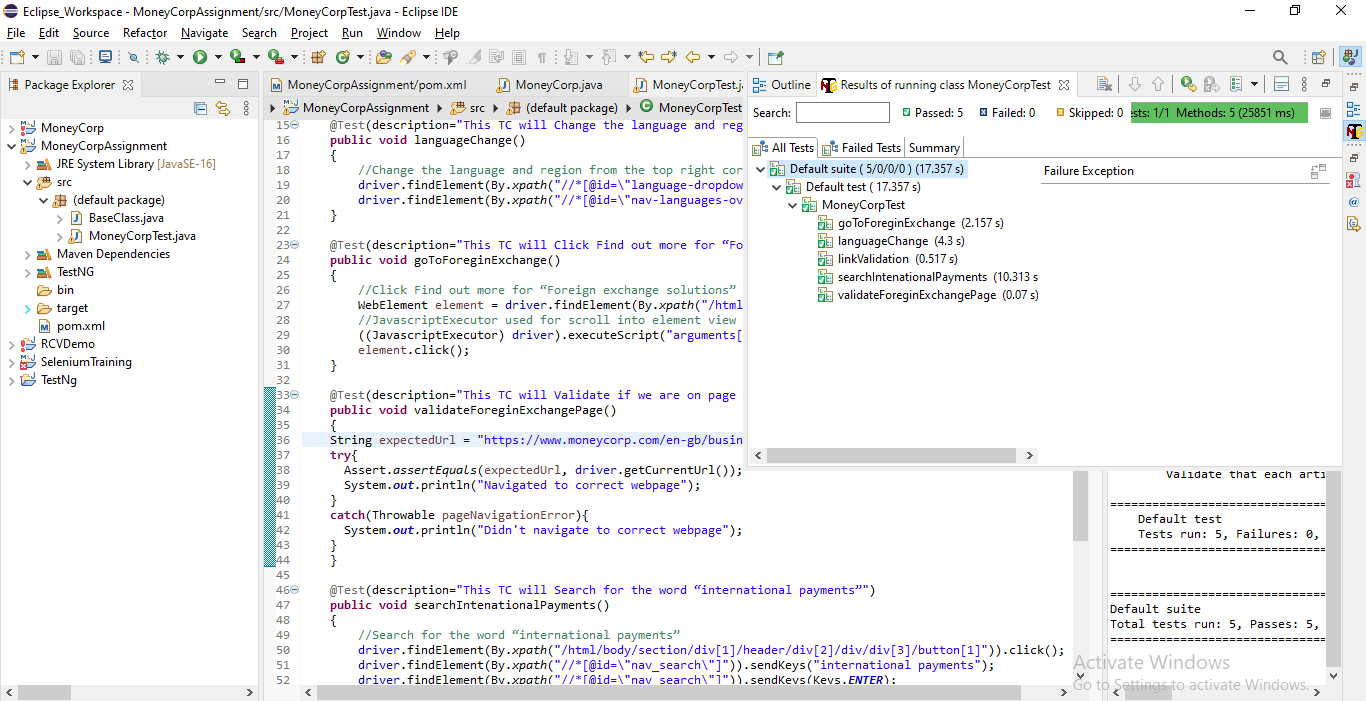 Eclipse_Workspace - MoneyCorpAssignment/src/MoneyCorpTest.java - Eclipse IDE
File Edit Source Refactor Navigate Search Project Run Window Help
Package Explorer
MoneyCorp
MoneyCorpAssignment
JRE System Library [JavaSE-16]
src
(default package)
BaseClass.java
MoneyCorpTest.java
Maven Dependencies
TestNG
bin
target
pom.xml
RCVDemo
SeleniumTraining
TestNg
MoneyCorpAssignment/pom.xml MoneyCorp.java MoneyCorpTest.j
MoneyCorpAssignment src (default package) MoneyCorpTest
15 @Test(description="This TC will Change the language and reg
16 public void languageChange()
17 {
18 //Change the language and region from the top right cor
19 driver.findElement(By.xpath("//*[@id=\"language-dropdow
20 driver.findElement(By.xpath("//*[@id=\"nav-languages-ov
21 }
22
23 @Test(description="This TC will Click Find out more for “Fo
24 public void goToForeginExchange()
25 {
26 //Click Find out more for “Foreign exchange solutions”
27 WebElement element = driver.findElement(By.xpath("/html
28 //JavascriptExecutor used for scroll into element view
29 ((JavascriptExecutor) driver).executeScript("arguments[
30 element.click();
31 }
32
33 @Test(description="This TC will Validate if we are on page
34 public void validateForeginExchangePage()
35 {
36 String expectedUrl = "https://www.moneycorp.com/en-gb/busin
37 try{
38 Assert.assertEquals(expectedUrl, driver.getCurrentUrl());
39 System.out.println("Navigated to correct webpage");
40 }
41 catch(Throwable pageNavigationError){
42 System.out.println("Didn't navigate to correct webpage");
43 }
44 }
45
46 @Test(description="This TC will Search for the word “international payments”")
47 public void searchIntenationalPayments()
48 {
49 //Search for the word “international payments”
50 driver.findElement(By.xpath("/html/body/section/div[1]/header/div[2]/div/div[3]/button[1]")).click();
51 driver.findElement(By.xpath("//*[@id=\"nav_search\"]")).sendKeys("international payments");
52 driver.findElement(By.xpath("//*[@id=\"nav_search\"]")).sendKeys(Keys.ENTER);
Outline Results of running class MoneyCorpTest
Search: Passed: 5 Failed: 0 Skipped: 0 ests: 1/1 Methods: 5 (25851 ms)
All Tests Failed Tests Summary
Default suite ( 5/0/0/0 ) (17.357 s)
Default test ( 17.357 s)
MoneyCorpTest
goToForeginExchange (2.157 s)
languageChange (4.3 s)
linkValidation (0.517 s)
searchIntenationalPayments (10.313 s
validateForeginExchangePage (0.07 s)
Failure Exception
Validate that each arti
===============================
Default test
Tests run: 5, Failures: 0,
===============================
===============================
Default suite
Total tests run: 5, Passes: 5,
===============================
Activate Windows
Go to Settings to activate Windows.